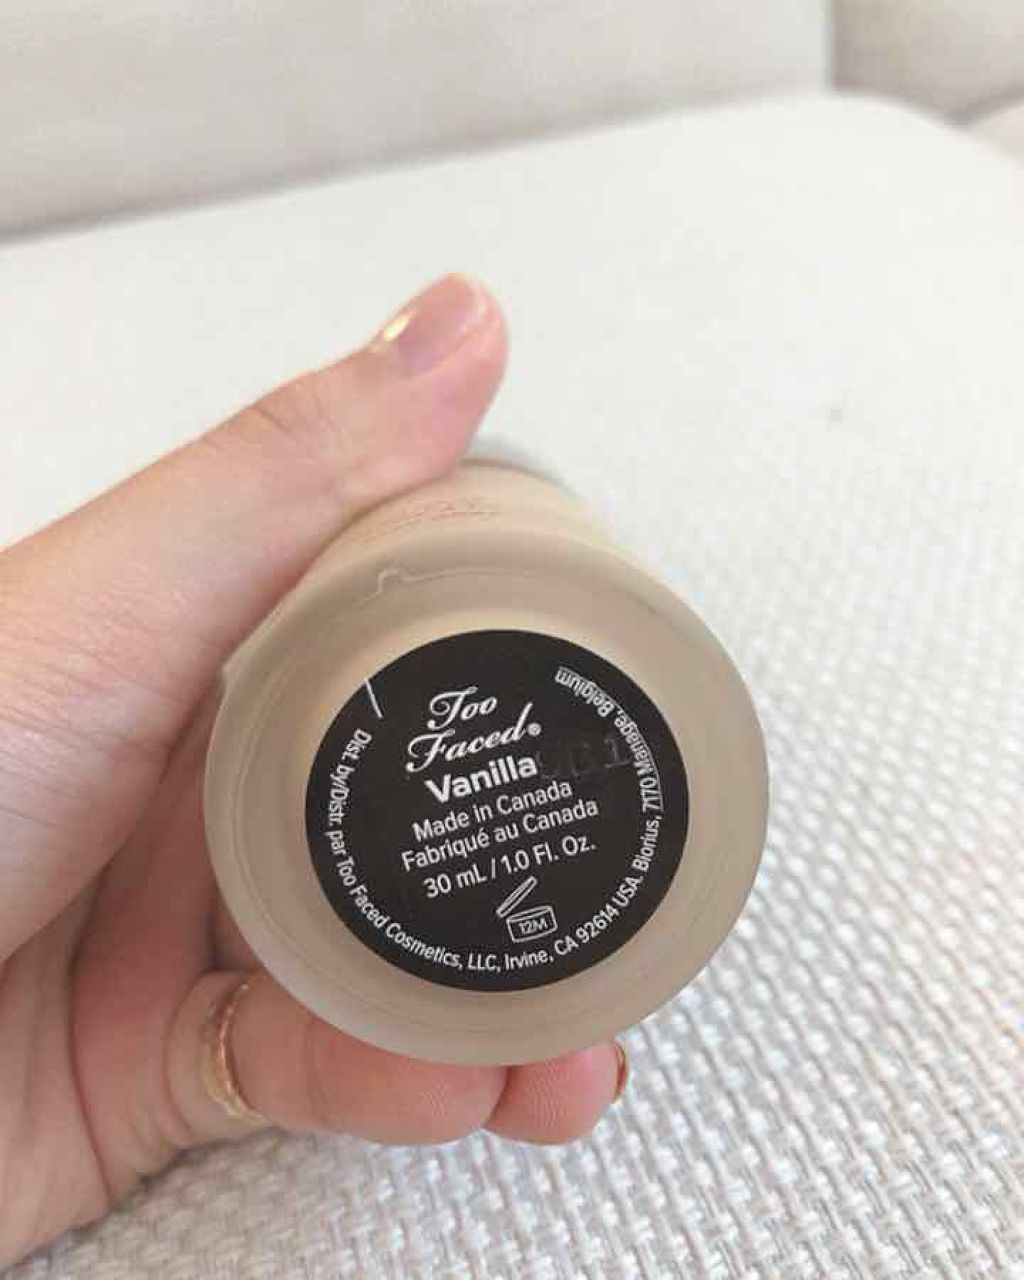 Too
Faced®
Vanilla
Made in Canada
Fabriqué au Canada
30 mL / 1.0 Fl. Oz.
12M
Dist. by/Distr. par Too Faced Cosmetics, LLC, Irvine, CA 92614 USA. Biorius, 7170 Manage, Belgium